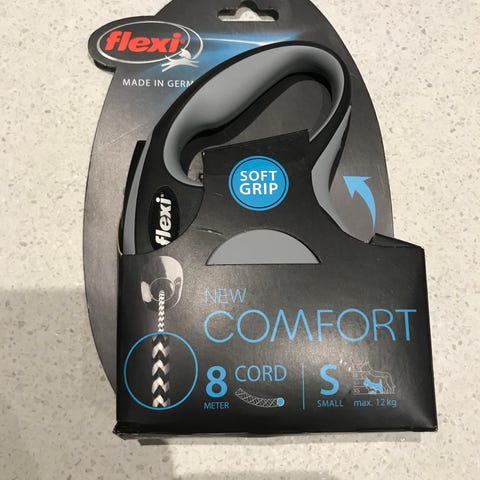 flexi
MADE IN GERM
SOFT
GRIP
flexi
NEW
COMFORT
8 CORD S
METER SMALL max. 12 kg